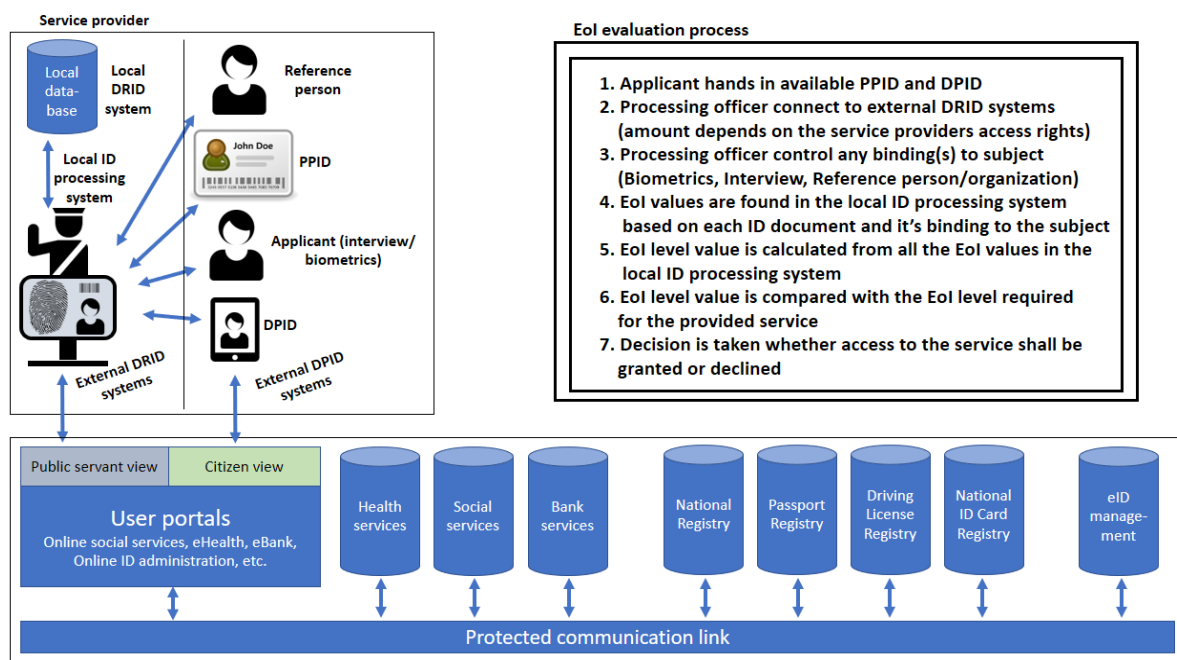 Service provider
Local
data-
base
Local
DRID
system
Local ID
processing
system
Reference
person
John Doe
PPID
Applicant (interview/
biometrics)
DPID
External DRID
systems
External DPID
systems
EoI evaluation process
1. Applicant hands in available PPID and DPID
2. Processing officer connect to external DRID systems
(amount depends on the service providers access rights)
3. Processing officer control any binding(s) to subject
(Biometrics, Interview, Reference person/organization)
4. EoI values are found in the local ID processing system
based on each ID document and it's binding to the subject
5. EoI level value is calculated from all the EoI values in the
local ID processing system
6. EoI level value is compared with the EoI level required
for the provided service
7. Decision is taken whether access to the service shall be
granted or declined
Public servant view
Citizen view
User portals
Online social services, eHealth, eBank,
Online ID administration, etc.
Health
services
Social
services
Bank
services
National
Registry
Passport
Registry
Driving
License
Registry
National
ID Card
Registry
eID
manage-
ment
Protected communication link